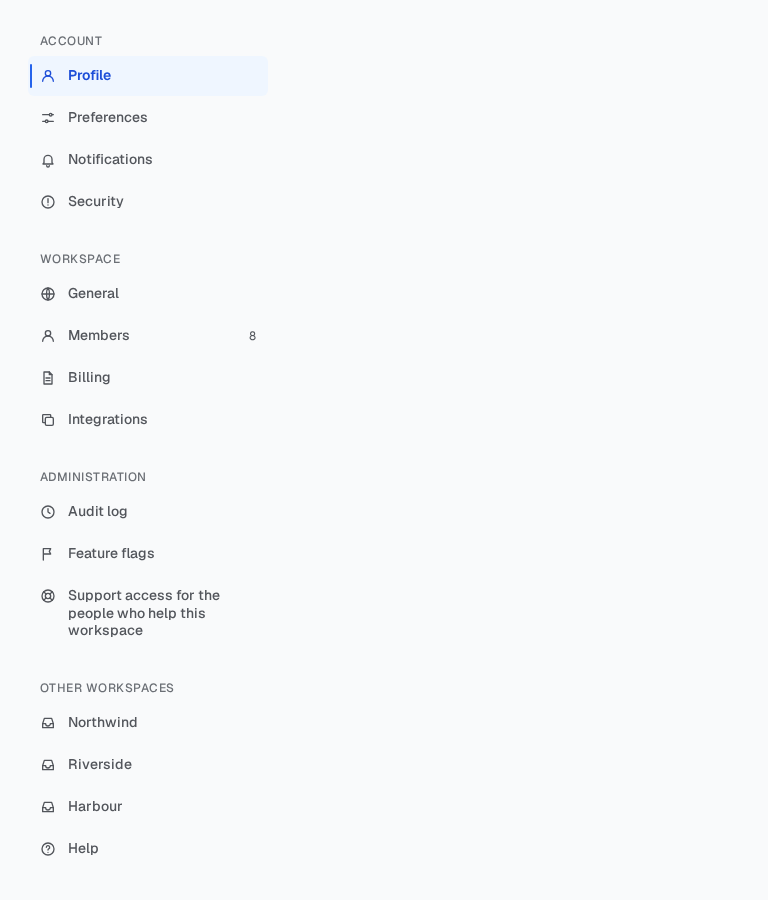 ACCOUNT
Profile
Preferences
Notifications
Security
WORKSPACE
General
Members 8
Billing
Integrations
ADMINISTRATION
Audit log
Feature flags
Support access for the
people who help this
workspace
OTHER WORKSPACES
Northwind
Riverside
Harbour
Help